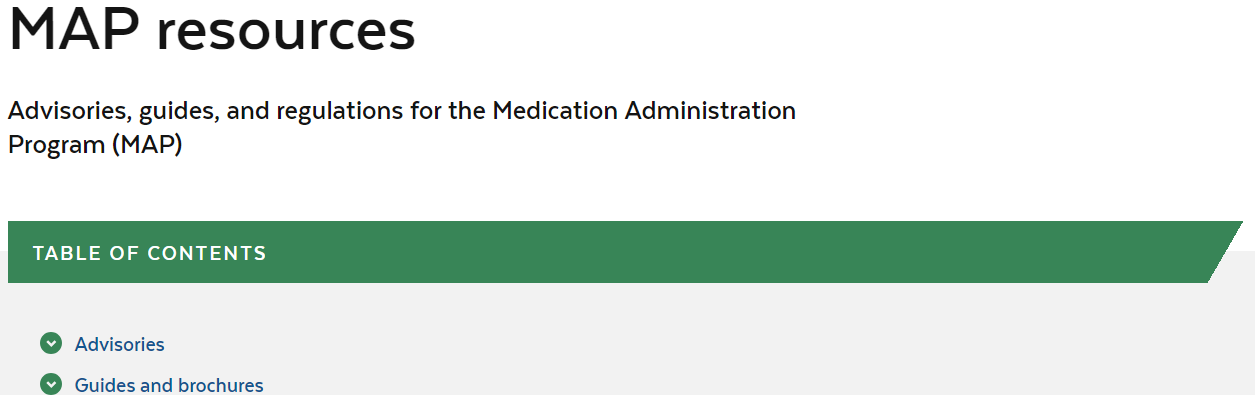 MAP resources
Advisories, guides, and regulations for the Medication Administration
Program (MAP)
TABLE OF CONTENTS
Advisories
Guides and brochures